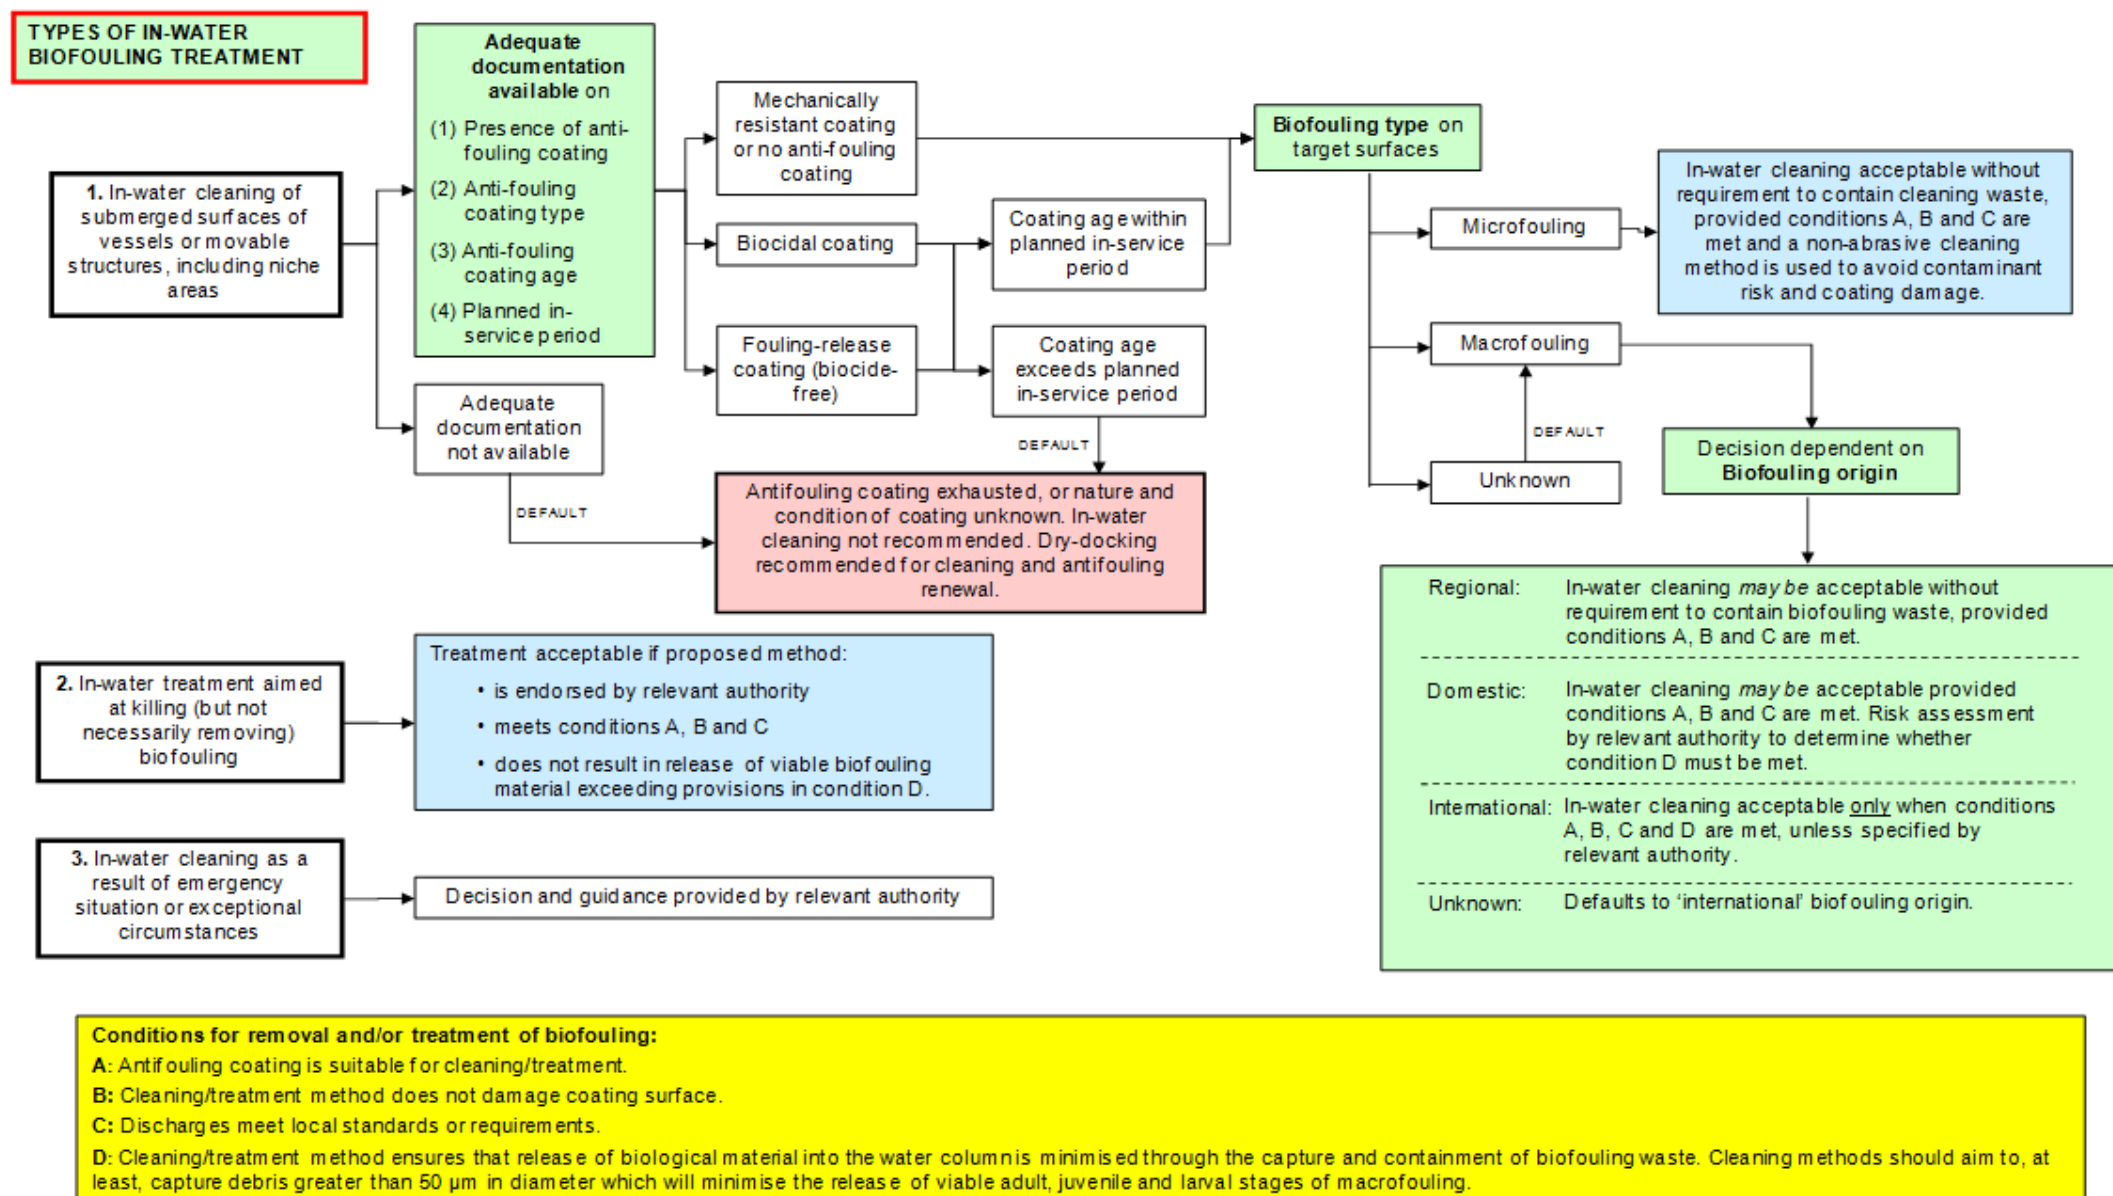 TYPES OF IN-WATER
BIOFOULING TREATMENT
1. In-water cleaning of
submerged surfaces of
vessels or movable
structures, including niche
areas
Adequate
documentation
available on
(1) Presence of anti-
fouling coating
(2) Anti-fouling
coating type
(3) Anti-fouling
coating age
(4) Planned in-
service period
Adequate
documentation
not available
DEFAULT
Mechanically
resistant coating
or no anti-fouling
coating
Biocidal coating
Fouling-release
coating (biocide-
free)
Coating age within
planned in-service
period
Coating age
exceeds planned
in-service period
DEFAULT
Antifouling coating exhausted, or nature and
condition of coating unknown. In-water
cleaning not recommended. Dry-docking
recommended for cleaning and antifouling
renewal.
Biofouling type on
target surfaces
Microfouling
In-water cleaning acceptable without
requirement to contain cleaning waste,
provided conditions A, B and C are
met and a non-abrasive cleaning
method is used to avoid contaminant
risk and coating damage.
Macrofouling
DEFAULT
Unknown
Decision dependent on
Biofouling origin
Regional: In-water cleaning may be acceptable without
requirement to contain biofouling waste, provided
conditions A, B and C are met.
Domestic: In-water cleaning may be acceptable provided
conditions A, B and C are met. Risk assessment
by relevant authority to determine whether
condition D must be met.
International: In-water cleaning acceptable only when conditions
A, B, C and D are met, unless specified by
relevant authority.
Unknown: Defaults to ‘international’ biofouling origin.
2. In-water treatment aimed
at killing (but not
necessarily removing)
biofouling
Treatment acceptable if proposed method:
• is endorsed by relevant authority
• meets conditions A, B and C
• does not result in release of viable biofouling
material exceeding provisions in condition D.
3. In-water cleaning as a
result of emergency
situation or exceptional
circumstances
Decision and guidance provided by relevant authority
Conditions for removal and/or treatment of biofouling:
A: Antifouling coating is suitable for cleaning/treatment.
B: Cleaning/treatment method does not damage coating surface.
C: Discharges meet local standards or requirements.
D: Cleaning/treatment method ensures that release of biological material into the water column is minimised through the capture and containment of biofouling waste. Cleaning methods should aim to, at
least, capture debris greater than 50 µm in diameter which will minimise the release of viable adult, juvenile and larval stages of macrofouling.